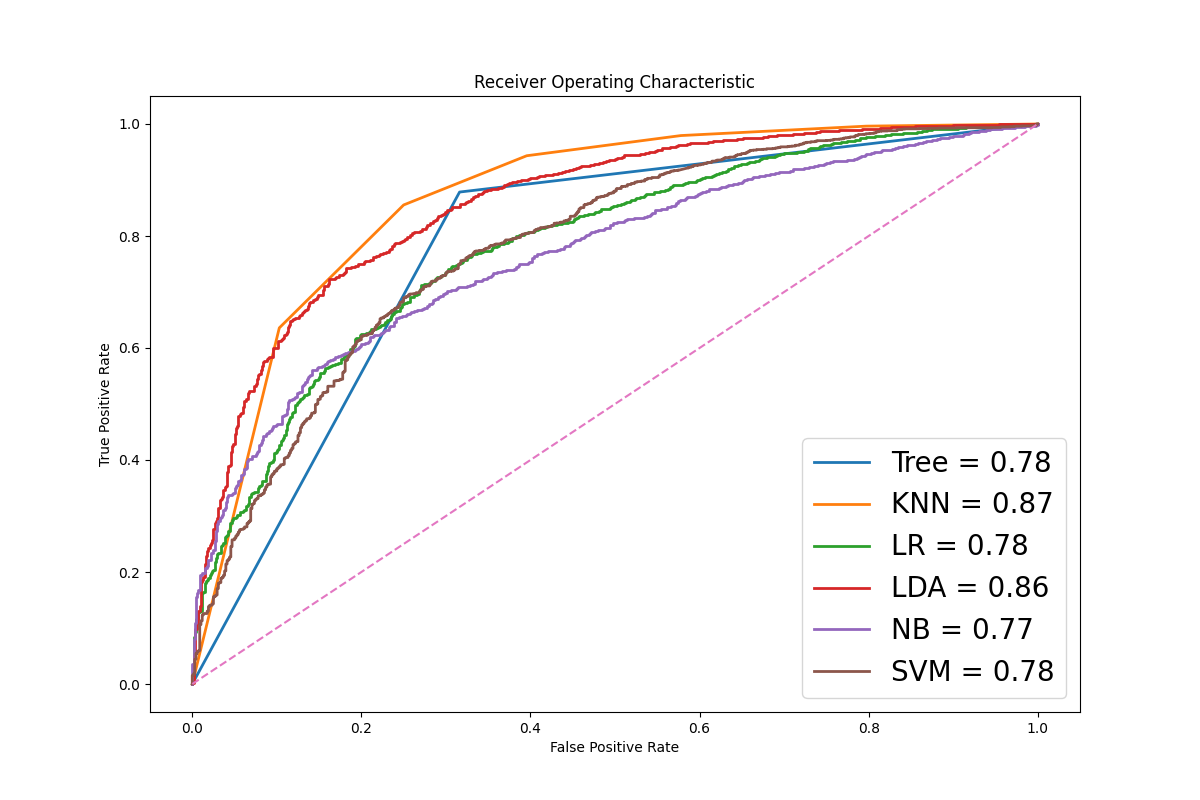 Receiver Operating Characteristic
True Positive Rate
1.0
0.8
0.6
0.4
0.2
0.0
0.0 0.2 0.4 0.6 0.8 1.0
False Positive Rate
Tree = 0.78
KNN = 0.87
LR = 0.78
LDA = 0.86
NB = 0.77
SVM = 0.78